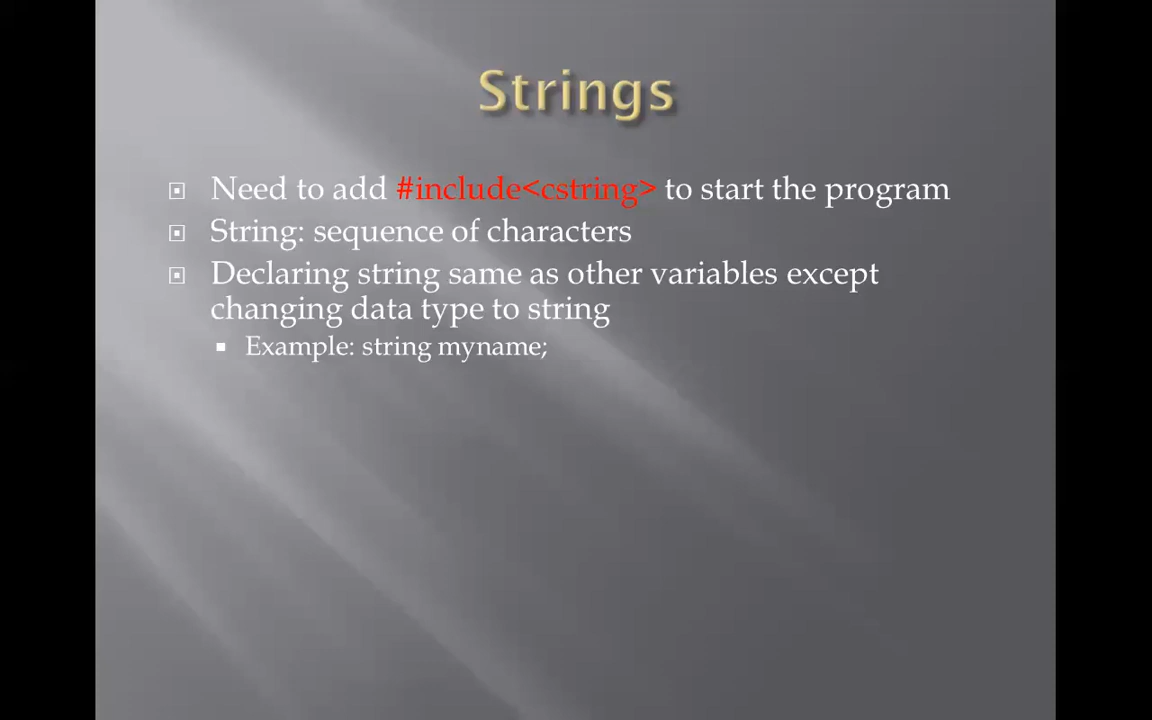 Strings
Need to add #include<cstring> to start the program
String: sequence of characters
Declaring string same as other variables except
changing data type to string
Example: string myname;